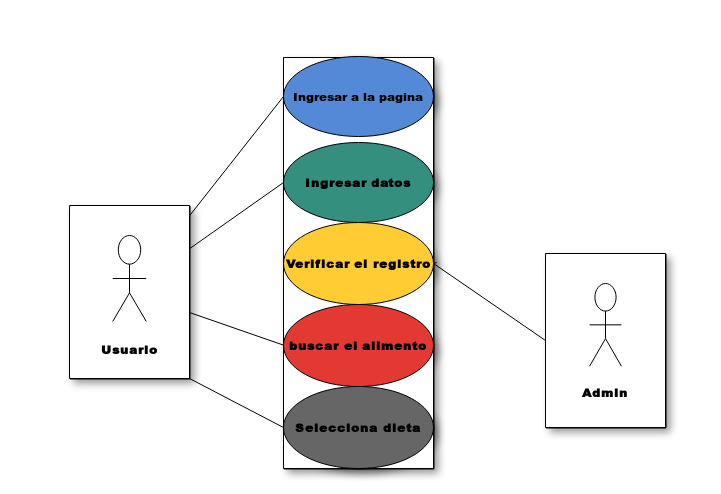 Ingresar a la pagina
Ingresar datos
Verificar el registro
buscar el alimento
Selecciona dieta
Usuario
Admin